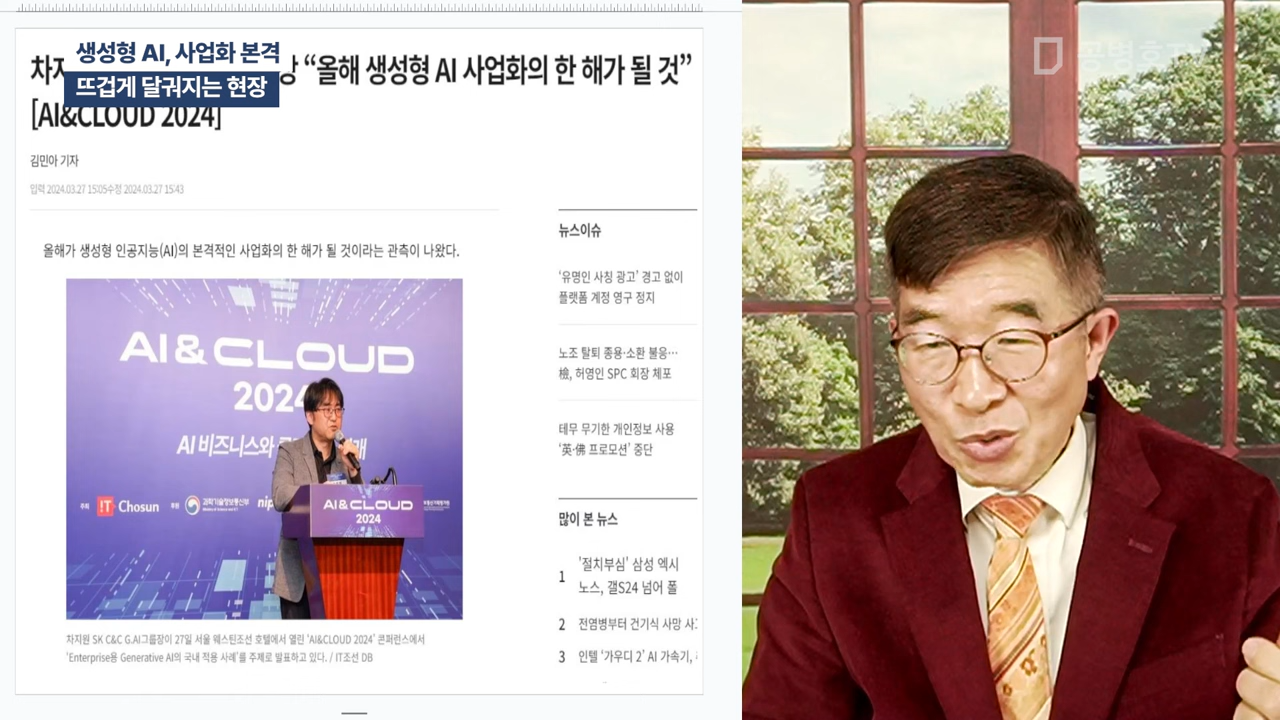 생성형 AI, 사업화 본격
뜨겁게 달궈지는 현장
차지 장 “올해 생성형 AI 사업화의 한 해가 될 것”
[AI&CLOUD 2024]
김민아 기자
입력 2024.03.27 15:05수정 2024.03.27 15:43
올해가 생성형 인공지능(AI)의 본격적인 사업화의 한 해가 될 것이라는 관측이 나왔다.
AI & CLOUD
2024
AI 비즈니스와
주최 IT Chosun 후원 과학기술정보통신부 nip
AI&CLOUD
2024
차지원 SK C&C G.AI그룹장이 27일 서울 웨스틴조선 호텔에서 열린 'AI&CLOUD 2024' 콘퍼런스에서
'Enterprise용 Generative AI의 국내 적용 사례'를 주제로 발표하고 있다. / IT조선 DB
뉴스이슈
‘유명인 사칭 광고’ 경고 없이
플랫폼 계정 영구 정지
노조 탈퇴 종용·소환 불응…
檢, 허영인 SPC 회장 체포
테무 무기한 개인정보 사용
‘英·佛 프로모션’ 중단
많이 본 뉴스
1 '절치부심' 삼성 엑시
노스, 갤S24 넘어 폴
2 전염병부터 건기식 사망 사
3 인텔 ‘가우디 2’ AI 가속기,
공병호